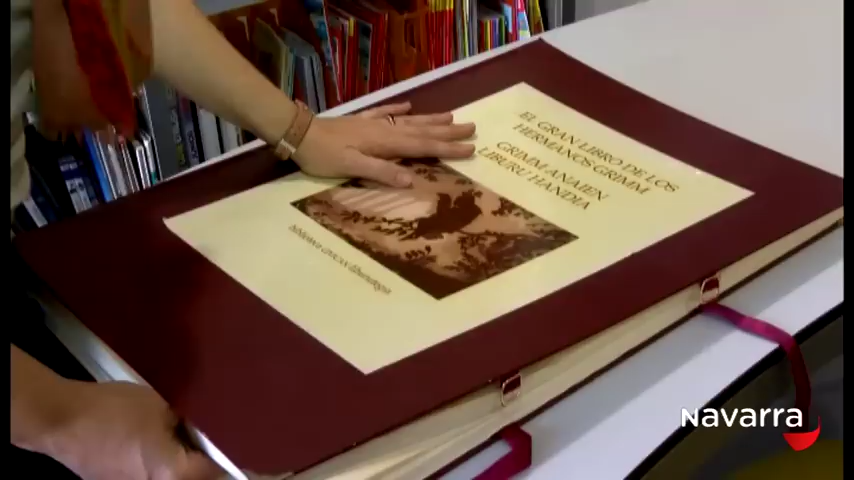 EL GRAN LIBRO DE LOS
HERMANOS GRIMM
GRIMM ANAIEN
LIBURU HANDIA
Navarra